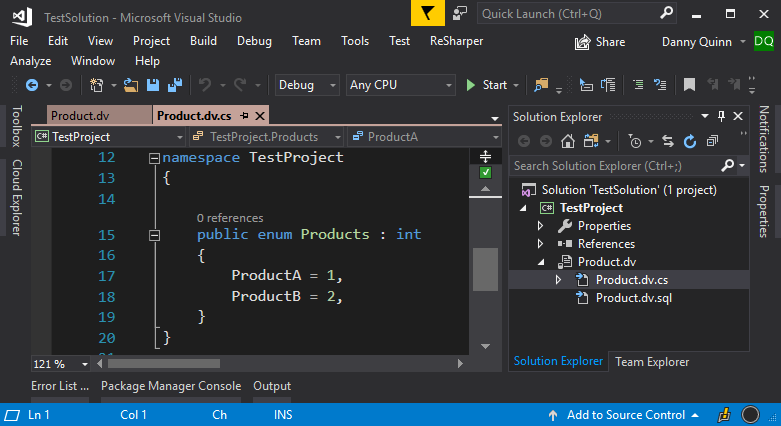 TestSolution - Microsoft Visual Studio
Quick Launch (Ctrl+Q)
File Edit View Project Build Debug Team Tools Test ReSharper
Share
Danny Quinn
DQ
Analyze Window Help
Debug
Any CPU
Start
Toolbox
Cloud Explorer
Product.dv
Product.dv.cs
C# TestProject
TestProject.Products
ProductA
12 namespace TestProject
13 {
14
0 references
15 public enum Products : int
16 {
17 ProductA = 1,
18 ProductB = 2,
19 }
20 }
121 %
Solution Explorer
Search Solution Explorer (Ctrl+;)
Solution 'TestSolution' (1 project)
C# TestProject
Properties
References
Product.dv
Product.dv.cs
Product.dv.sql
Solution Explorer Team Explorer
Notifications
Properties
Error List ... Package Manager Console Output
Ln 1 Col 1 Ch INS
Add to Source Control